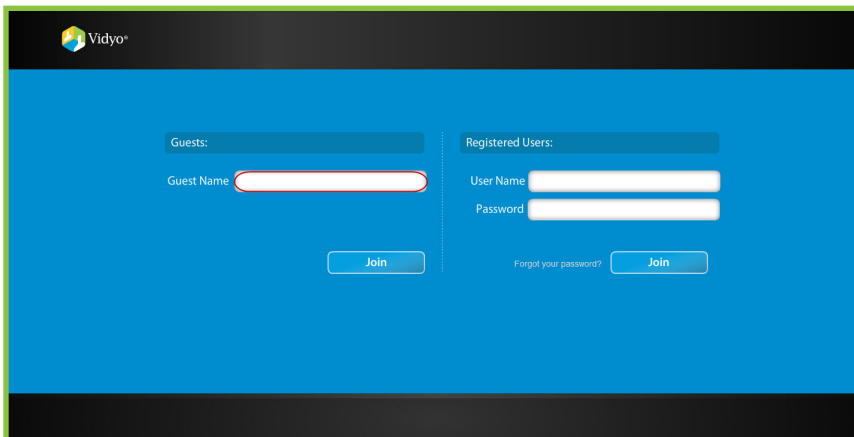 Vidyo®
Guests:
Guest Name
Join
Registered Users:
User Name
Password
Forgot your password?
Join